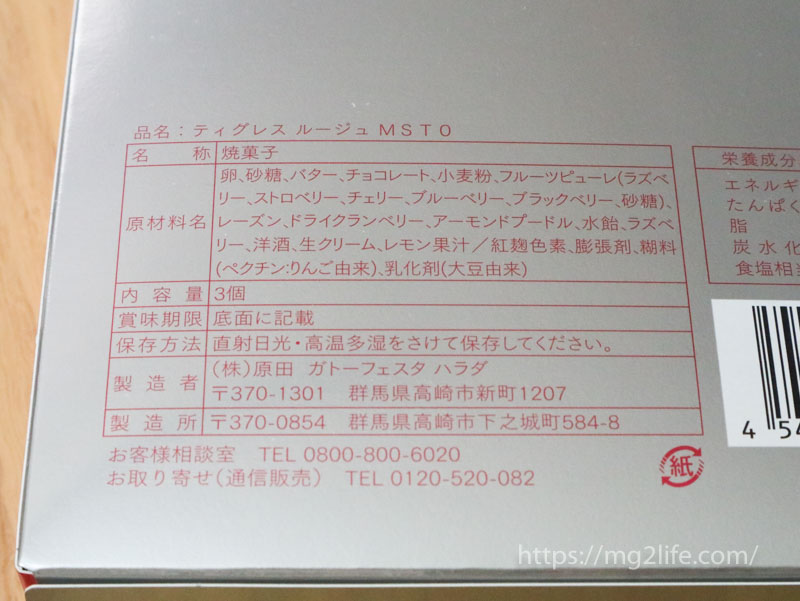 品名：ティグレス ルージュ ＭＳＴ０
名称 焼菓子
原材料名 卵、砂糖、バター、チョコレート、小麦粉、フルーツピューレ(ラズベ
リー、ストロベリー、チェリー、ブルーベリー、ブラックベリー、砂糖)、
レーズン、ドライクランベリー、アーモンドプードル、水飴、ラズベ
リー、洋酒、生クリーム、レモン果汁／紅麹色素、膨張剤、糊料
(ペクチン:りんご由来)、乳化剤(大豆由来)
内容量 3個
賞味期限 底面に記載
保存方法 直射日光・高温多湿をさけて保存してください。
製造者 (株)原田 ガトーフェスタ ハラダ
〒370-1301 群馬県高崎市新町1207
製造所 〒370-0854 群馬県高崎市下之城町584-8
お客様相談室 TEL 0800-800-6020
お取り寄せ(通信販売) TEL 0120-520-082
栄養成分
エネルギ
たんぱく
脂
炭水化
食塩相当
4 54
紙
https://mg2life.com/